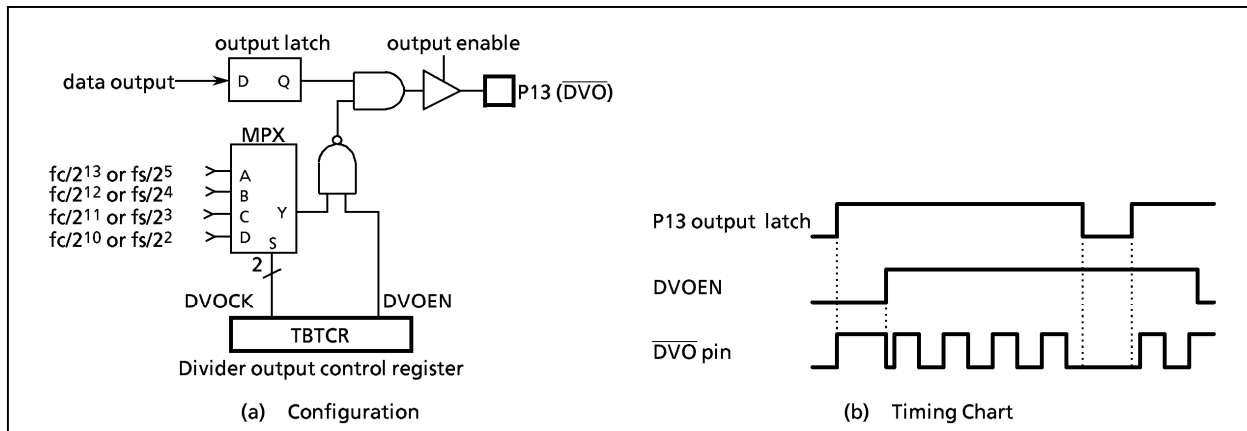 output latch
output enable
data output
D Q
P13 (D̅V̅O̅)
MPX
fc/2¹³ or fs/2⁵
fc/2¹² or fs/2⁴
fc/2¹¹ or fs/2³
fc/2¹⁰ or fs/2²
A
B
C
D
Y
S
2
DVOCK
DVOEN
TBTCR
Divider output control register
(a) Configuration
P13 output latch
DVOEN
D̅V̅O̅ pin
(b) Timing Chart